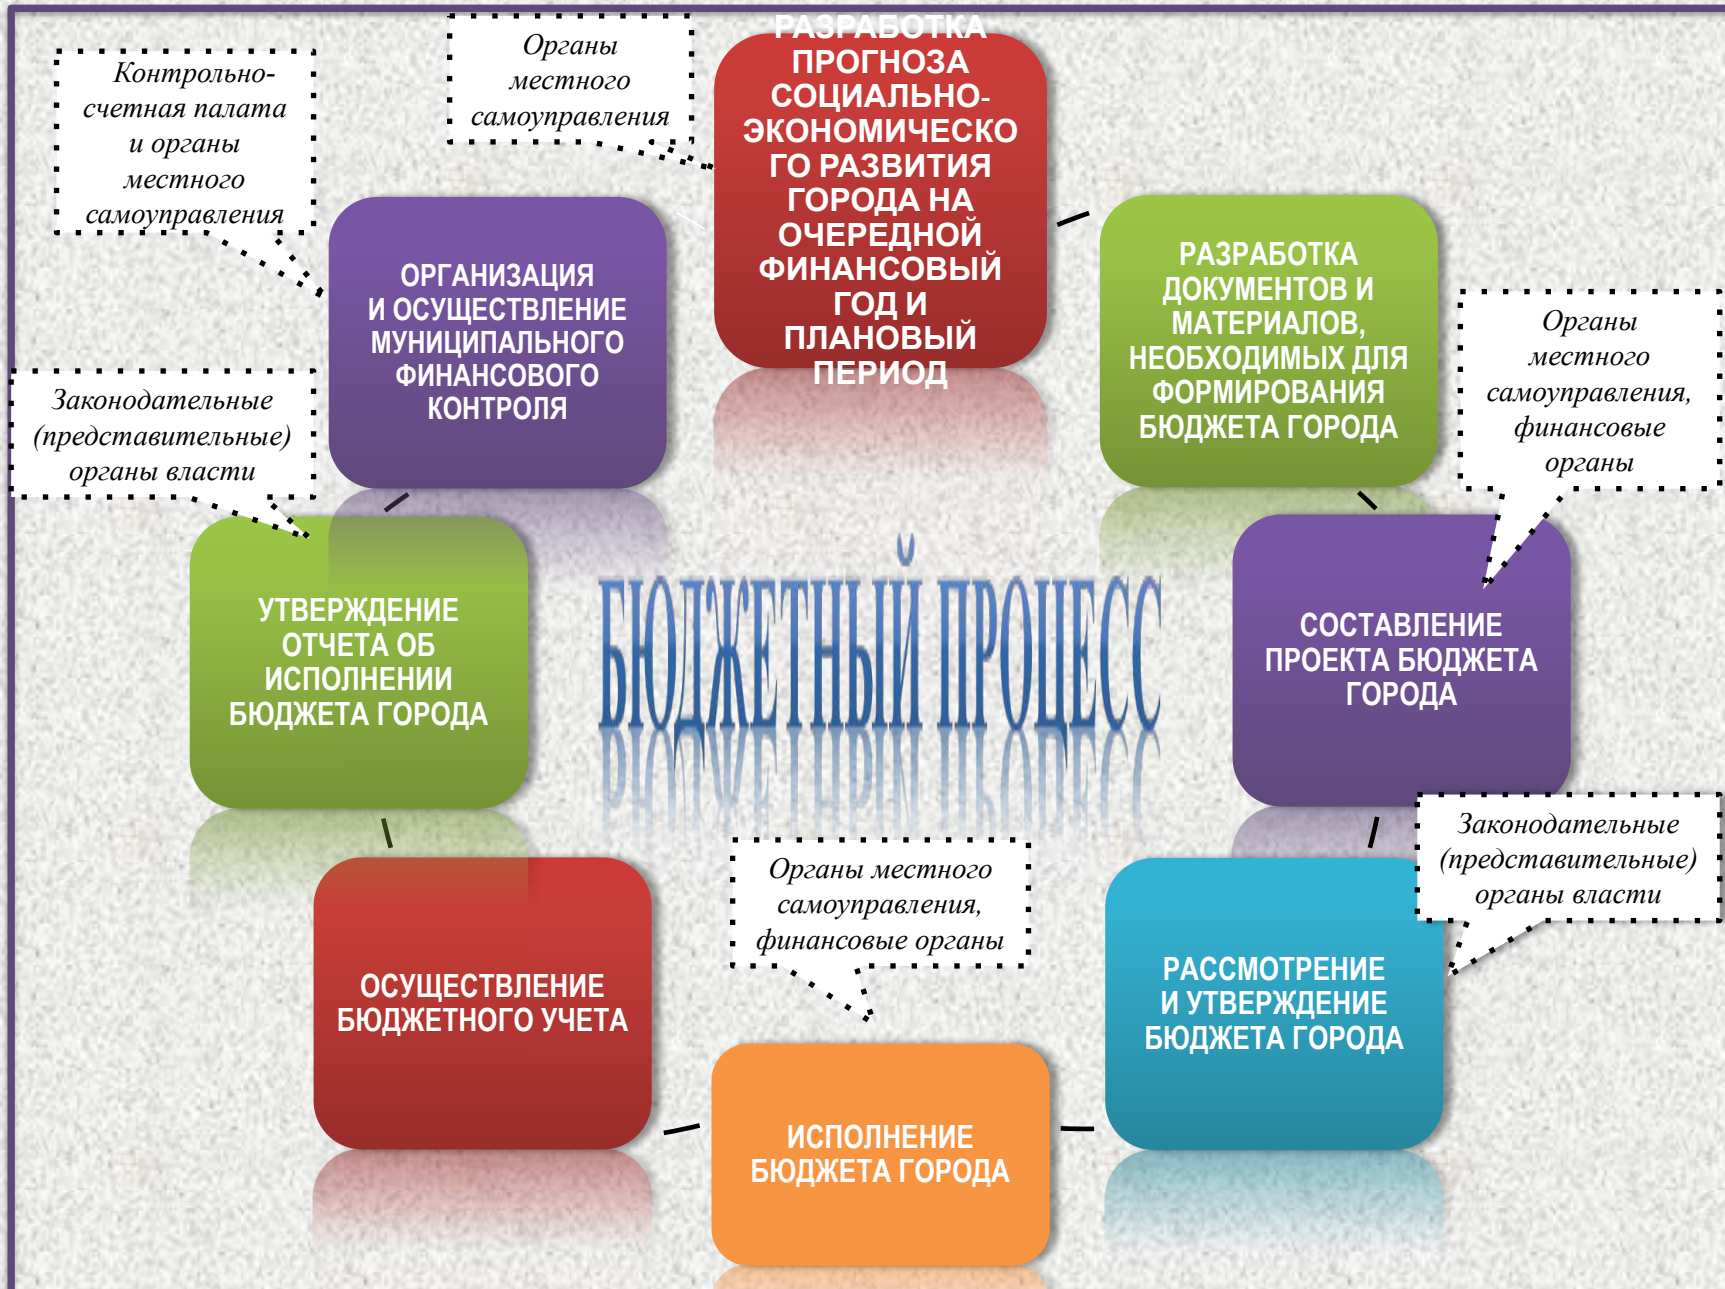 Органы
местного
самоуправления
РАЗРАБОТКА
ПРОГНОЗА
СОЦИАЛЬНО-
ЭКОНОМИЧЕСКО
ГО РАЗВИТИЯ
ГОРОДА НА
ОЧЕРЕДНОЙ
ФИНАНСОВЫЙ
ГОД И
ПЛАНОВЫЙ
ПЕРИОД
РАЗРАБОТКА
ДОКУМЕНТОВ И
МАТЕРИАЛОВ,
НЕОБХОДИМЫХ ДЛЯ
ФОРМИРОВАНИЯ
БЮДЖЕТА ГОРОДА
Органы
местного
самоуправления,
финансовые
органы
СОСТАВЛЕНИЕ
ПРОЕКТА БЮДЖЕТА
ГОРОДА
Законодательные
(представительные)
органы власти
РАССМОТРЕНИЕ
И УТВЕРЖДЕНИЕ
БЮДЖЕТА ГОРОДА
Органы местного
самоуправления,
финансовые органы
ИСПОЛНЕНИЕ
БЮДЖЕТА ГОРОДА
ОСУЩЕСТВЛЕНИЕ
БЮДЖЕТНОГО УЧЕТА
Законодательные
(представительные)
органы власти
УТВЕРЖДЕНИЕ
ОТЧЕТА ОБ
ИСПОЛНЕНИИ
БЮДЖЕТА ГОРОДА
Контрольно-
счетная палата
и органы
местного
самоуправления
ОРГАНИЗАЦИЯ
И ОСУЩЕСТВЛЕНИЕ
МУНИЦИПАЛЬНОГО
ФИНАНСОВОГО
КОНТРОЛЯ
БЮДЖЕТНЫЙ ПРОЦЕСС